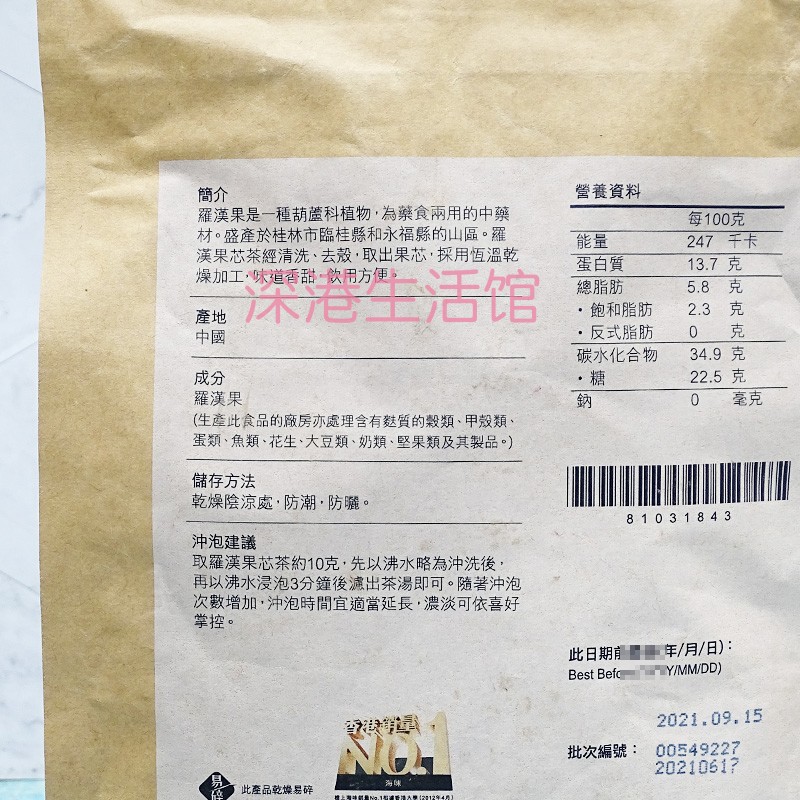 簡介
羅漢果是一種葫蘆科植物，為藥食兩用的中藥
材。盛產於桂林市臨桂縣和永福縣的山區。羅
漢果芯茶經清洗、去殼，取出果芯，採用恆溫乾
燥加工，味道香甜，飲用方便。
深港生活馆
產地
中國
成分
羅漢果
(生產此食品的廠房亦處理含有麩質的穀類、甲殼類、
蛋類、魚類、花生、大豆類、奶類、堅果類及其製品。)
儲存方法
乾燥陰涼處，防潮，防曬。
沖泡建議
取羅漢果芯茶約10克，先以沸水略為沖洗後，
再以沸水浸泡3分鐘後濾出茶湯即可。隨著沖泡
次數增加，沖泡時間宜適當延長，濃淡可依喜好
掌控。
香港銷量
NO.1
海味
易碎
此產品乾燥易碎
營養資料
每100克
能量 247 千卡
蛋白質 13.7 克
總脂肪 5.8 克
・飽和脂肪 2.3 克
・反式脂肪 0 克
碳水化合物 34.9 克
・糖 22.5 克
鈉 0 毫克
81031843
此日期前 年/月/日)：
Best Y/MM/DD)
2021.09.15
批次編號： 00549227
20210617